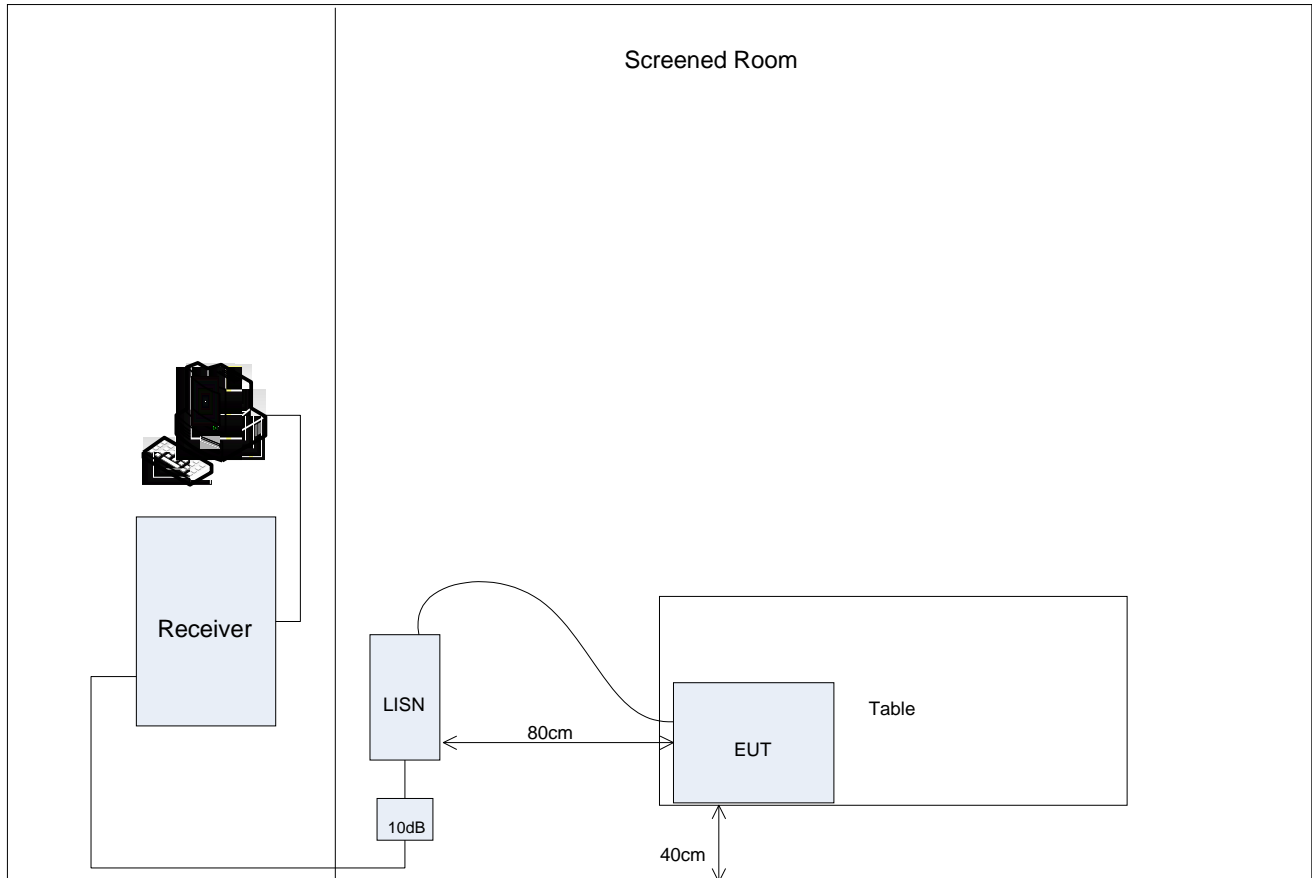 Screened Room
Receiver
LISN
80cm
Table
EUT
10dB
40cm